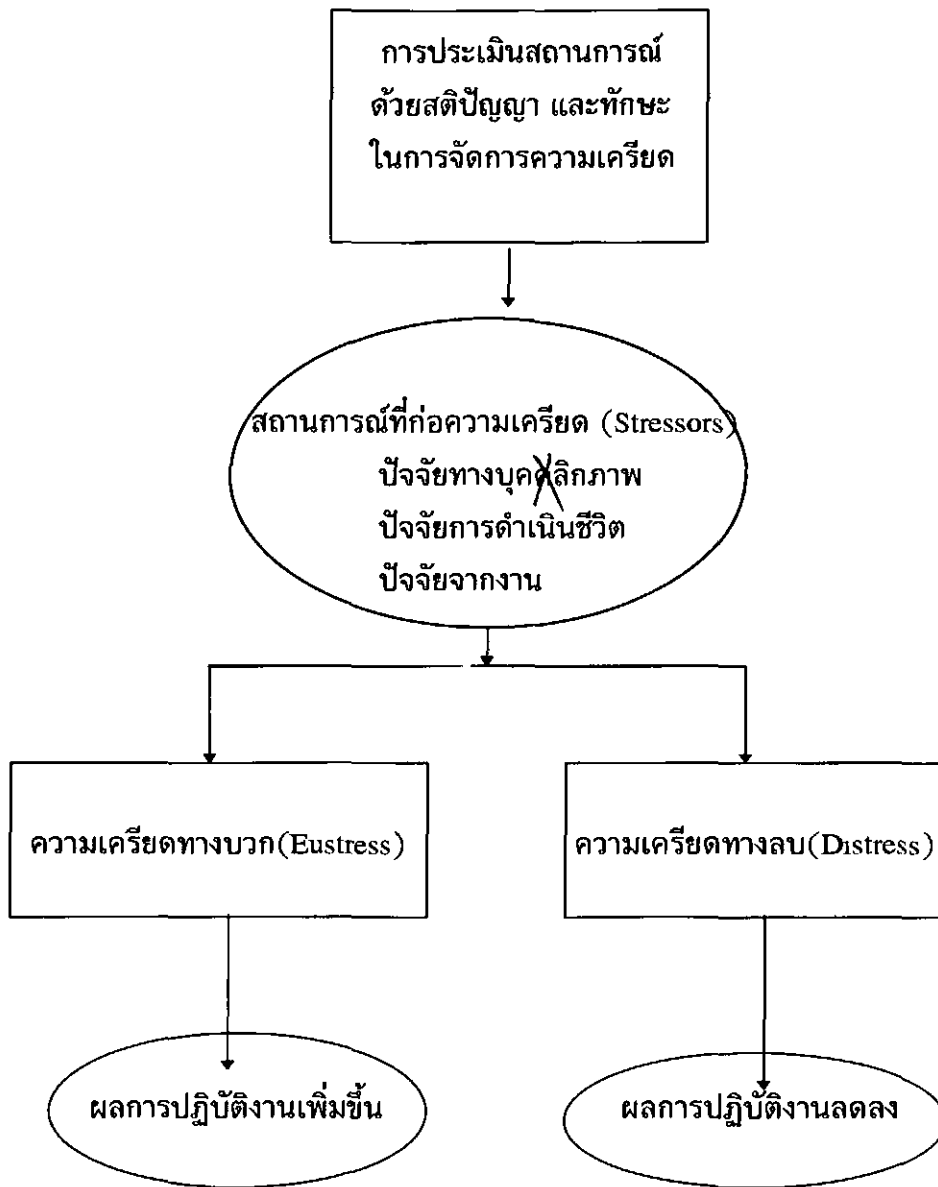 การประเมินสถานการณ์
ด้วยสติปัญญา และทักษะ
ในการจัดการความเครียด
สถานการณ์ที่ก่อความเครียด (Stressors)
ปัจจัยทางบุคคลิกภาพ
ปัจจัยการดำเนินชีวิต
ปัจจัยจากงาน
ความเครียดทางบวก(Eustress)
ความเครียดทางลบ(Distress)
ผลการปฏิบัติงานเพิ่มขึ้น
ผลการปฏิบัติงานลดลง